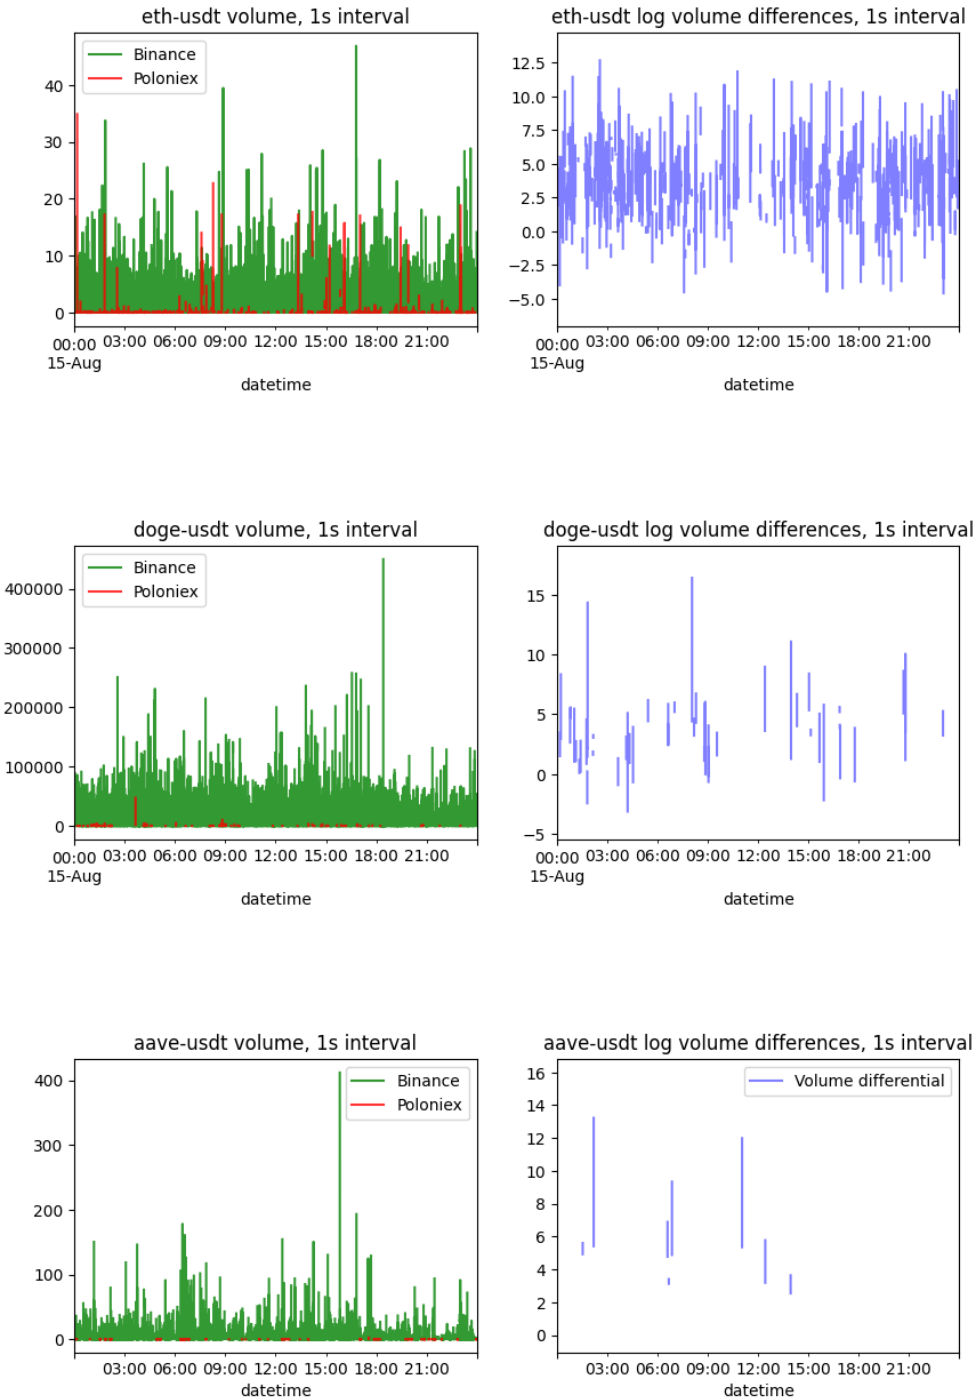 eth-usdt volume, 1s interval
Binance
Poloniex
40
30
20
10
0
00:00 03:00 06:00 09:00 12:00 15:00 18:00 21:00
15-Aug
datetime
eth-usdt log volume differences, 1s interval
12.5
10.0
7.5
5.0
2.5
0.0
−2.5
−5.0
00:00 03:00 06:00 09:00 12:00 15:00 18:00 21:00
15-Aug
datetime
doge-usdt volume, 1s interval
Binance
Poloniex
400000
300000
200000
100000
0
00:00 03:00 06:00 09:00 12:00 15:00 18:00 21:00
15-Aug
datetime
doge-usdt log volume differences, 1s interval
15
10
5
0
−5
00:00 03:00 06:00 09:00 12:00 15:00 18:00 21:00
15-Aug
datetime
aave-usdt volume, 1s interval
Binance
Poloniex
400
300
200
100
0
03:00 06:00 09:00 12:00 15:00 18:00 21:00
datetime
aave-usdt log volume differences, 1s interval
Volume differential
16
14
12
10
8
6
4
2
0
03:00 06:00 09:00 12:00 15:00 18:00 21:00
datetime